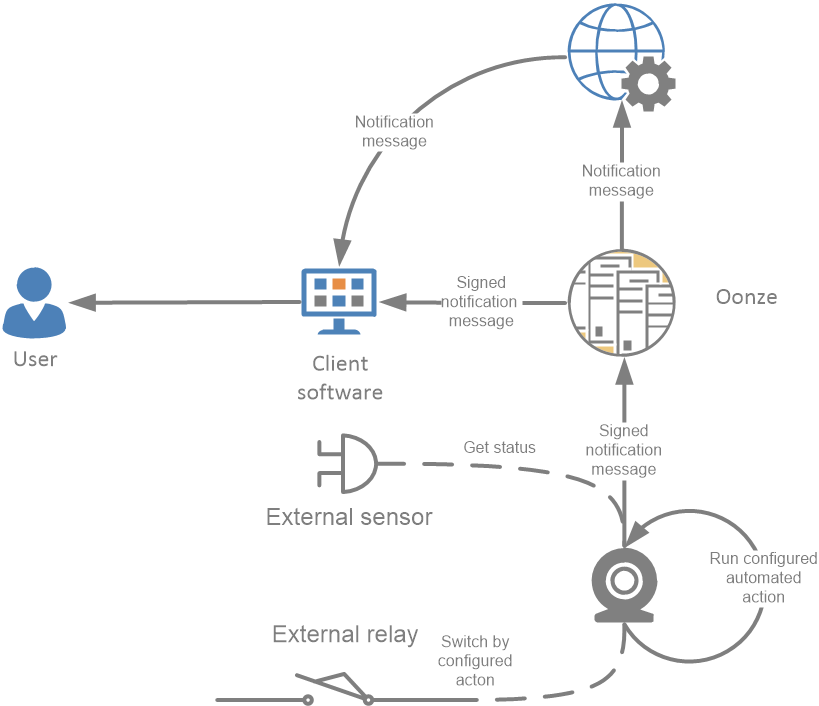 Notification
message
Notification
message
Signed
notification
message
Oonze
User
Client
software
Signed
notification
message
Get status
External sensor
Run configured
automated
action
External relay
Switch by
configured
acton